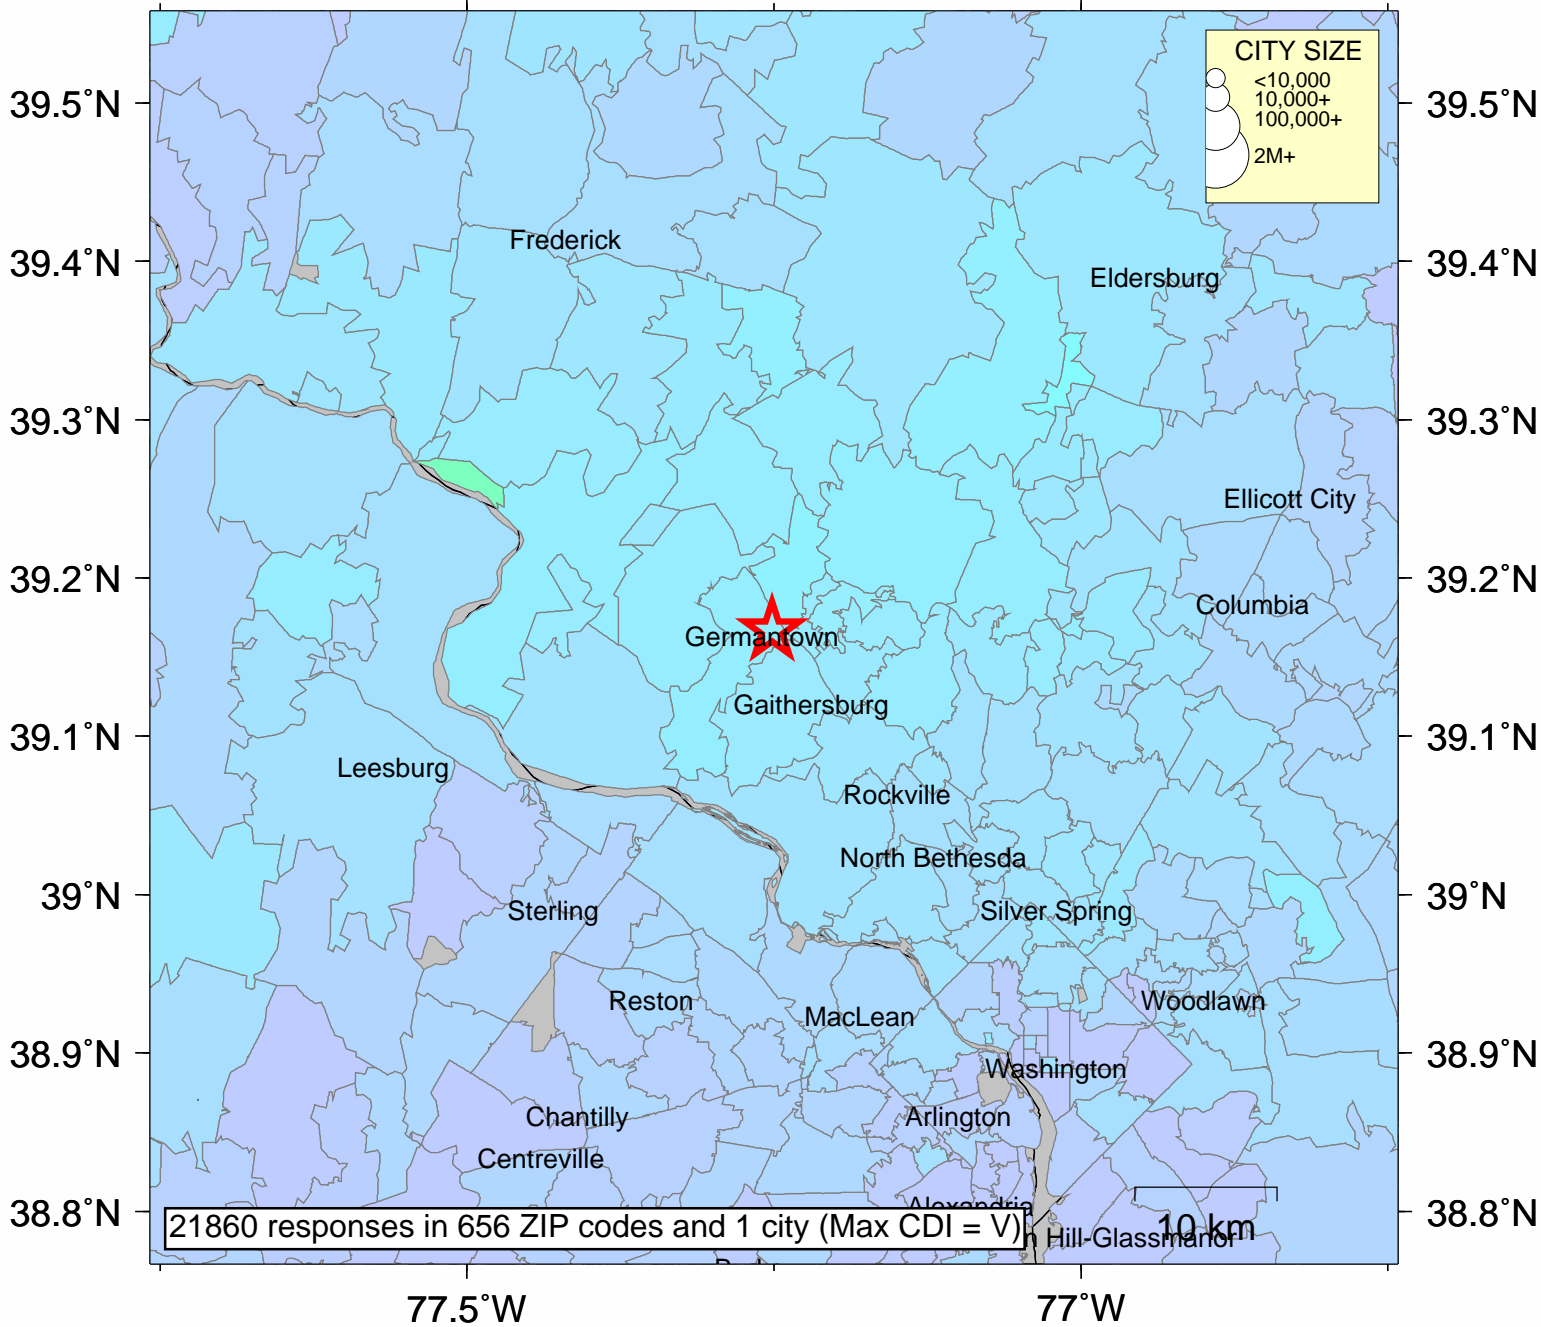 CITY SIZE
<10,000
10,000+
100,000+
2M+
39.5˚N
39.5˚N
Frederick
39.4˚N
Eldersburg
39.4˚N
39.3˚N
39.3˚N
Ellicott City
39.2˚N
39.2˚N
Columbia
Germantown
Gaithersburg
39.1˚N
39.1˚N
Leesburg
Rockville
North Bethesda
39˚N
39˚N
Sterling
Silver Spring
Reston
Woodlawn
MacLean
38.9˚N
38.9˚N
Washington
Chantilly
Arlington
Centreville
Alexandria
38.8˚N
38.8˚N
21860 responses in 656 ZIP codes and 1 city (Max CDI = V)
10 km
Hill-Glassmanor
77.5˚W
77˚W